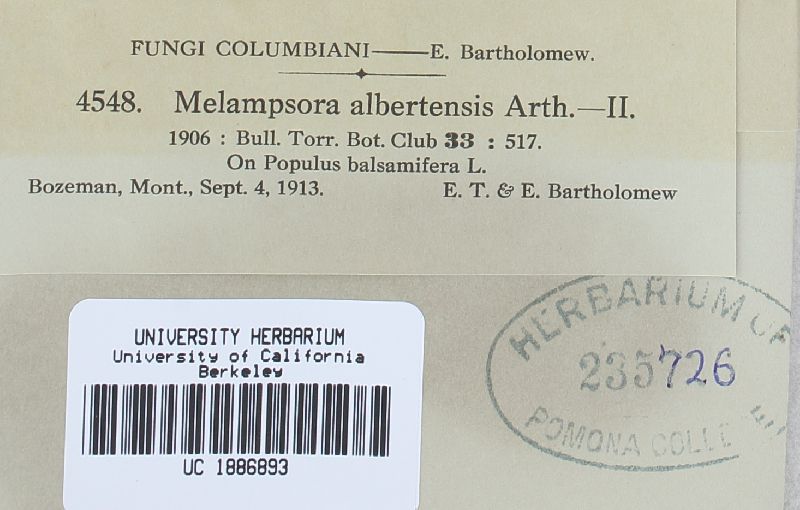 FUNGI COLUMBIANI——E. Bartholomew.
4548. Melampsora albertensis Arth.—II.
1906 : Bull. Torr. Bot. Club 33 : 517.
On Populus balsamifera L.
Bozeman, Mont., Sept. 4, 1913. E. T. & E. Bartholomew
UNIVERSITY HERBARIUM
University of California
Berkeley
UC 1886893
HERBARIUM OF
235726
POMONA COLLE